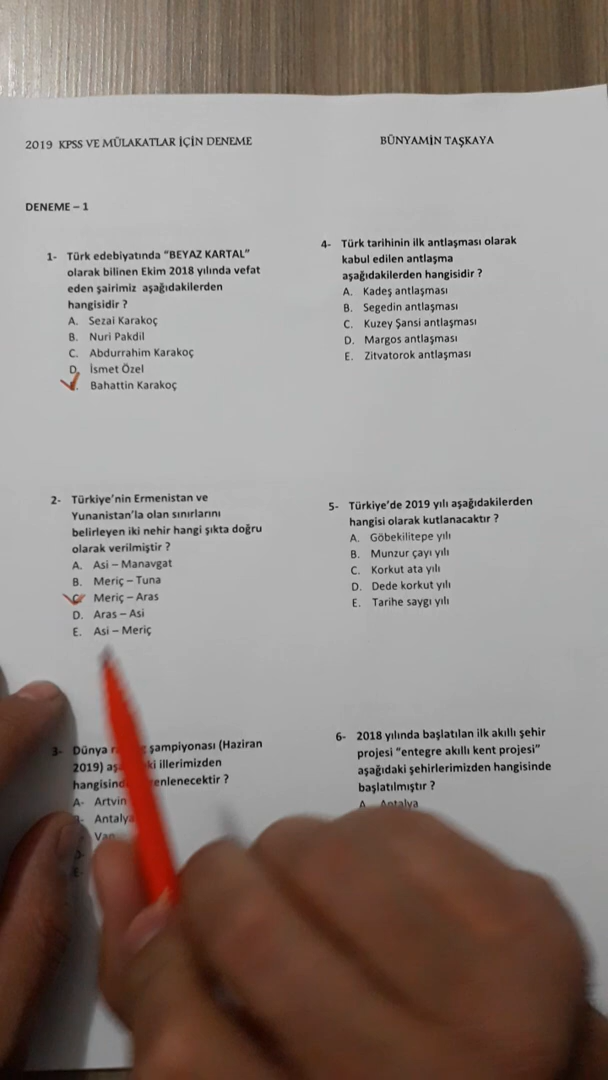 2019 KPSS VE MÜLAKATLAR İÇİN DENEME
BÜNYAMİN TAŞKAYA
DENEME – 1
1- Türk edebiyatında “BEYAZ KARTAL”
olarak bilinen Ekim 2018 yılında vefat
eden şairimiz aşağıdakilerden
hangisidir ?
A. Sezai Karakoç
B. Nuri Pakdil
C. Abdurrahim Karakoç
D. İsmet Özel
Bahattin Karakoç
2- Türkiye’nin Ermenistan ve
Yunanistan’la olan sınırlarını
belirleyen iki nehir hangi şıkta doğru
olarak verilmiştir ?
A. Asi – Manavgat
B. Meriç – Tuna
C. Meriç – Aras
D. Aras – Asi
E. Asi – Meriç
3- Dünya şampiyonası (Haziran
2019) illerimizden
A- Artvin
Antalya
Van
4- Türk tarihinin ilk antlaşması olarak
kabul edilen antlaşma
aşağıdakilerden hangisidir ?
A. Kadeş antlaşması
B. Segedin antlaşması
C. Kuzey Şansi antlaşması
D. Margos antlaşması
E. Zitvatorok antlaşması
5- Türkiye’de 2019 yılı aşağıdakilerden
hangisi olarak kutlanacaktır ?
A. Göbekilitepe yılı
B. Munzur çayı yılı
C. Korkut ata yılı
D. Dede korkut yılı
E. Tarihe saygı yılı
6- 2018 yılında başlatılan ilk akıllı şehir
projesi “entegre akıllı kent projesi”
aşağıdaki şehirlerimizden hangisinde
başlatılmıştır ?
A Antalya